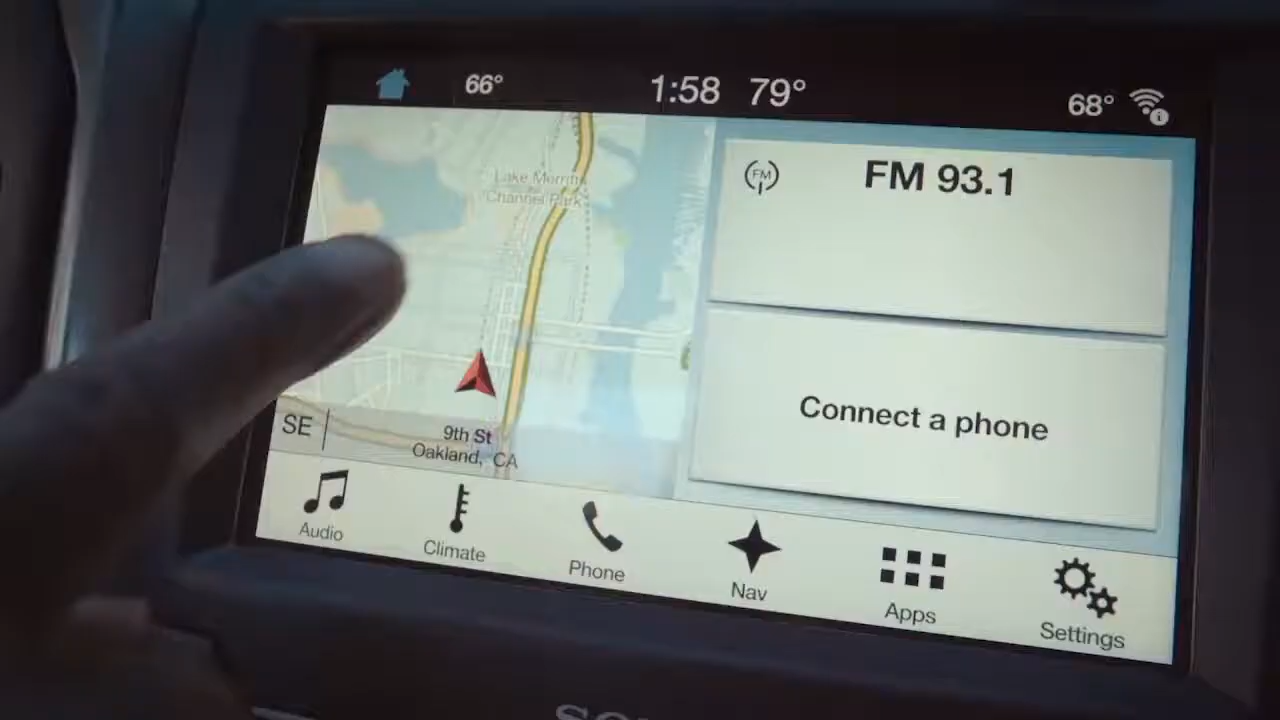 66° 1:58 79° 68°
Lake Merritt
Channel Park
FM
FM 93.1
Connect a phone
SE
9th St
Oakland, CA
Audio
Climate
Phone
Nav
Apps
Settings